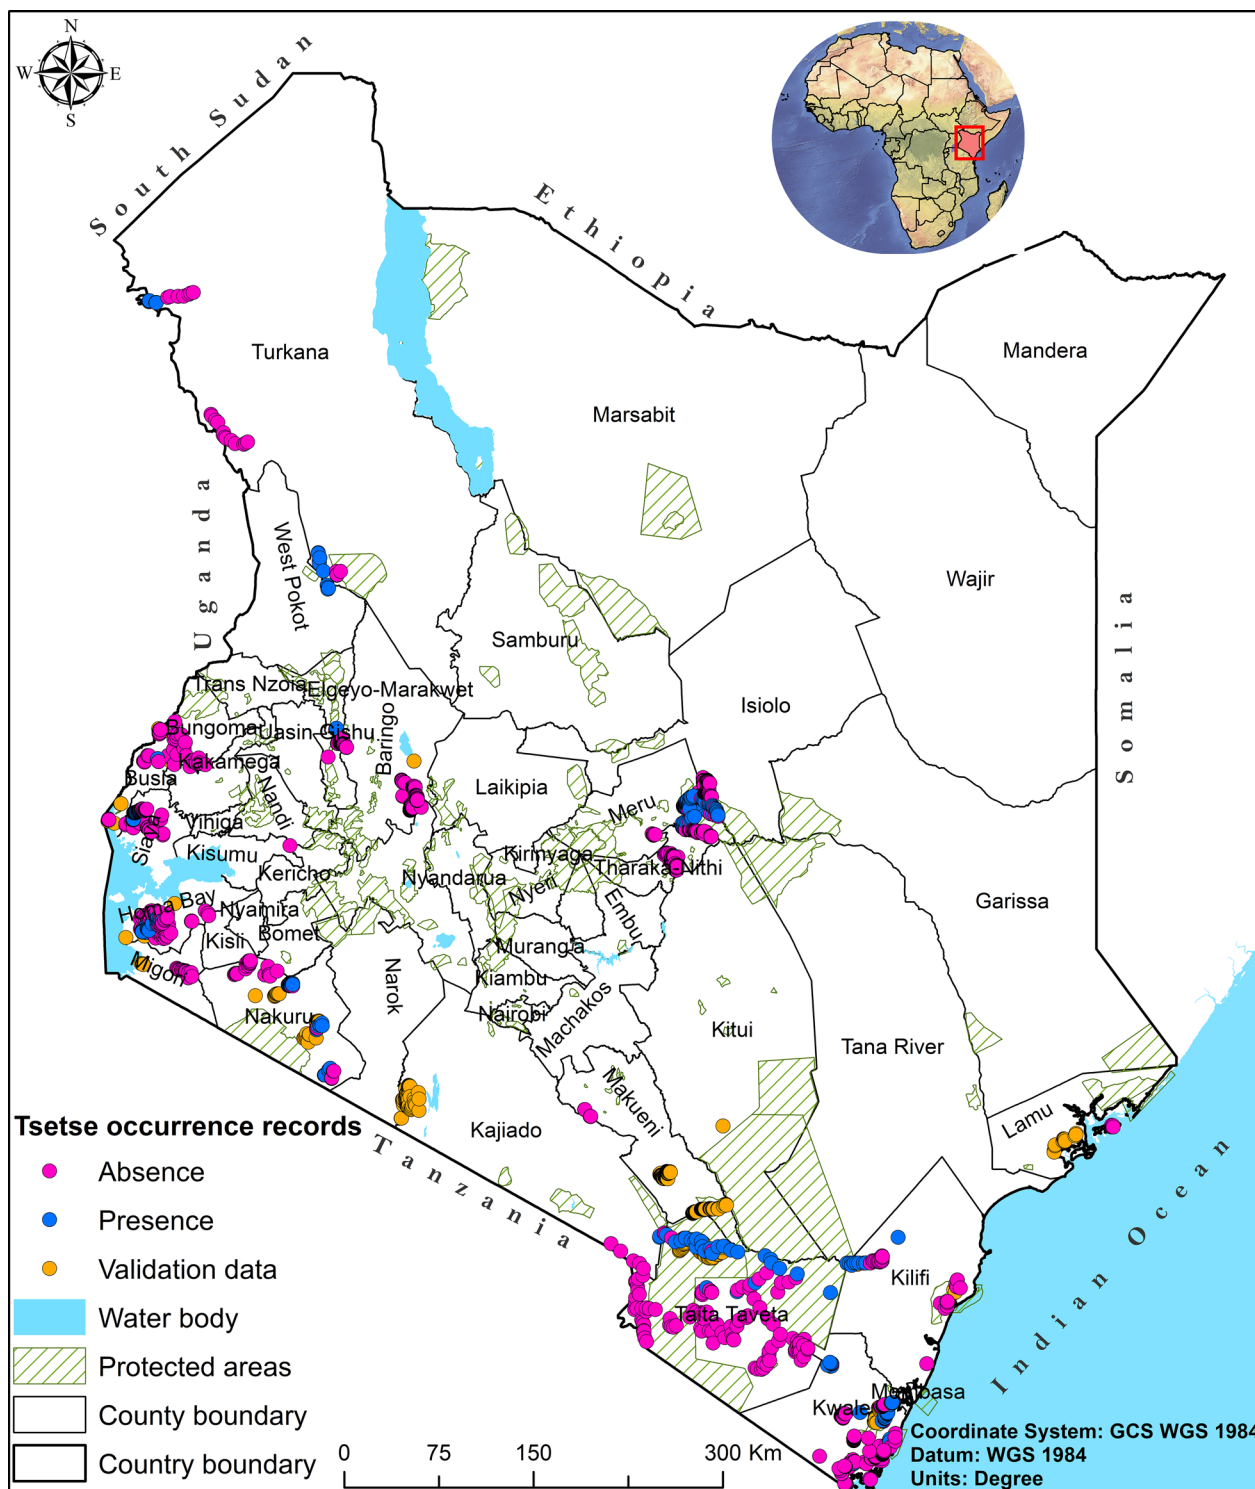 N
W E
S
South Sudan
Ethiopia
Uganda
Somalia
Tanzania
Indian Ocean
Turkana
Marsabit
Mandera
Wajir
West Pokot
Samburu
Isiolo
Trans Nzoia
Elgeyo-Marakwet
Bungoma
Uasin-Gishu
Baringo
Kakamega
Busia
Nandi
Laikipia
Meru
Vihiga
Siaya
Kisumu
Kericho
Kirinyaga
Tharaka-Nithi
Nyandarua
Nyeri
Embu
Garissa
Homa Bay
Nyamira
Kisii
Bomet
Murang'a
Migori
Narok
Kiambu
Nakuru
Nairobi
Machakos
Kitui
Tana River
Makueni
Kajiado
Lamu
Kilifi
Taita Taveta
Mombasa
Kwale
Tsetse occurrence records
Absence
Presence
Validation data
Water body
Protected areas
County boundary
Country boundary
0 75 150 300 Km
Coordinate System: GCS WGS 1984
Datum: WGS 1984
Units: Degree